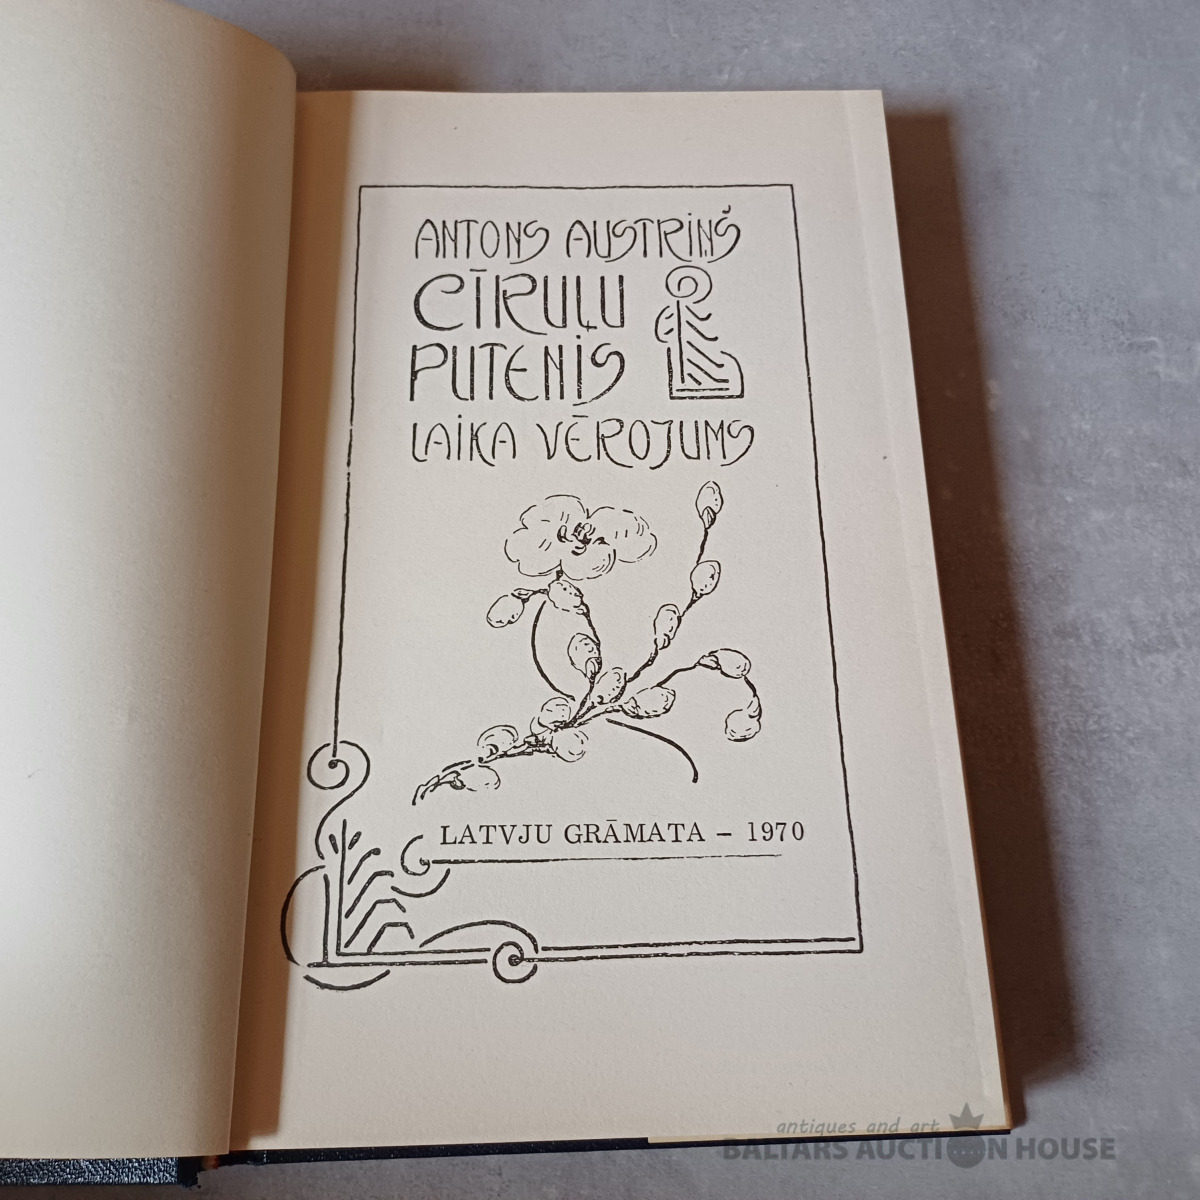 ANTONS AUSTRIŅŠ
CĪRUĻU
PUTENIS
LAIKA VĒROJUMS
LATVJU GRĀMATA – 1970
antiques and art
BALTARS AUCTION HOUSE